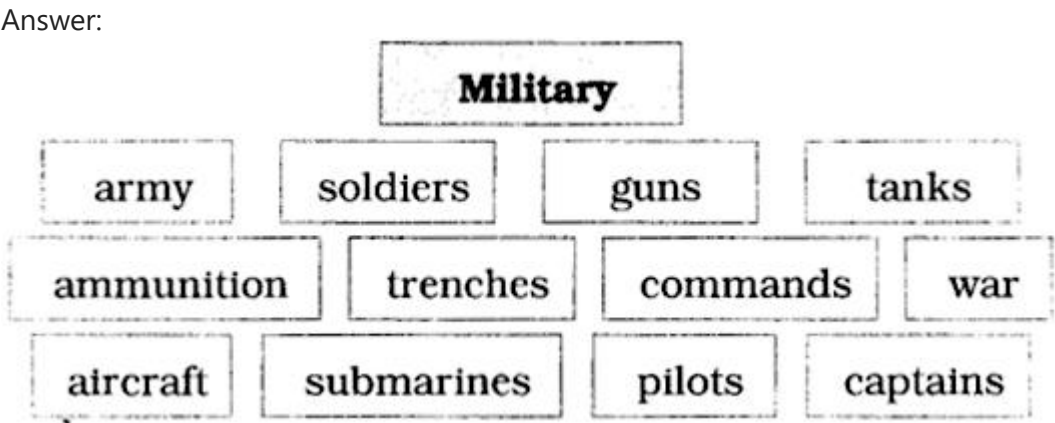 Answer:
Military
army soldiers guns tanks
ammunition trenches commands war
aircraft submarines pilots captains